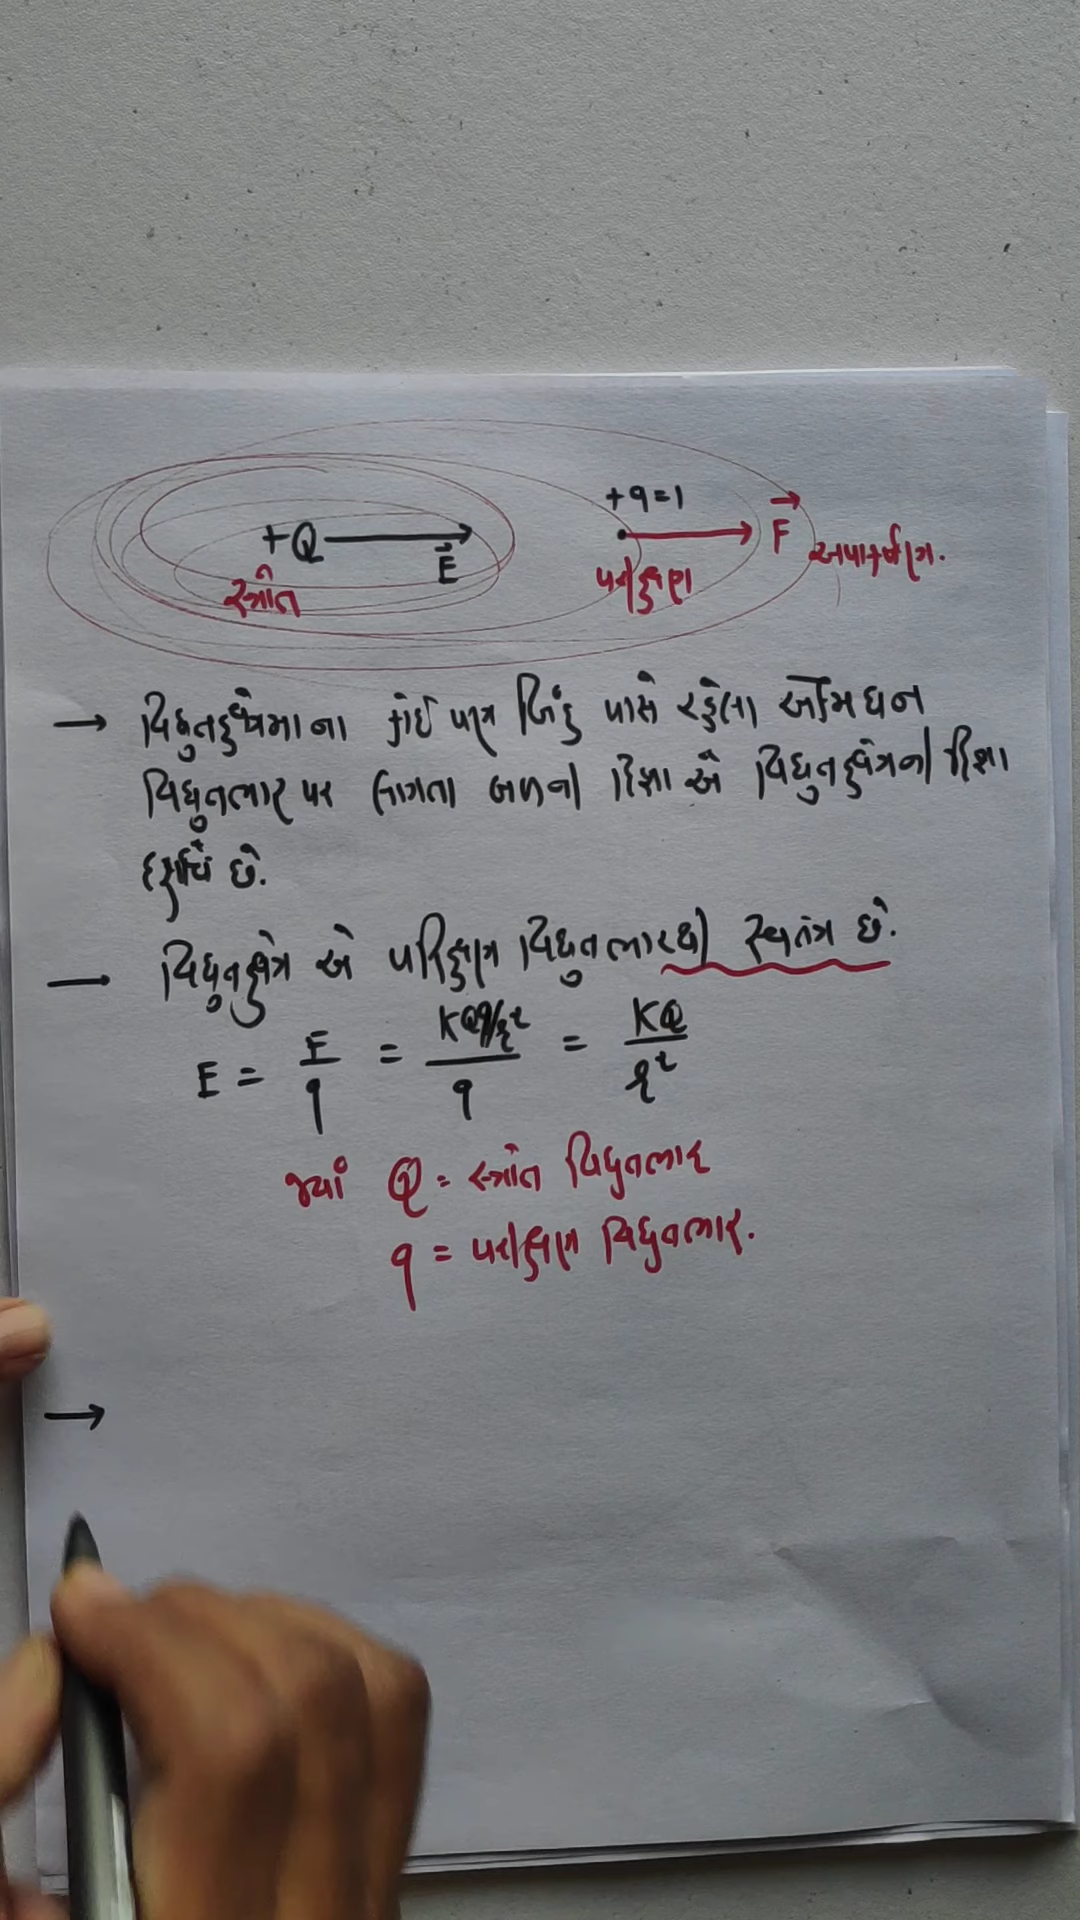 +q=1
+Q E⃗ F⃗ અપાકર્ષણ.
સ્ત્રોત પરીક્ષણ
→ વિદ્યુતક્ષેત્રમાના કોઈ પણ બિંદુ પાસે રહેલા એકમ ધન
વિદ્યુતભાર પર લાગતા બળની દિશા એ વિદ્યુતક્ષેત્રની દિશા
દર્શાવે છે.
— વિદ્યુતક્ષેત્ર એ પરિક્ષણ વિદ્યુતભારથી સ્વતંત્ર છે.
E = F/q = (KQq/r²)/q = KQ/r²
જ્યાં Q = સ્ત્રોત વિદ્યુતભાર
q = પરીક્ષણ વિદ્યુતભાર.
→